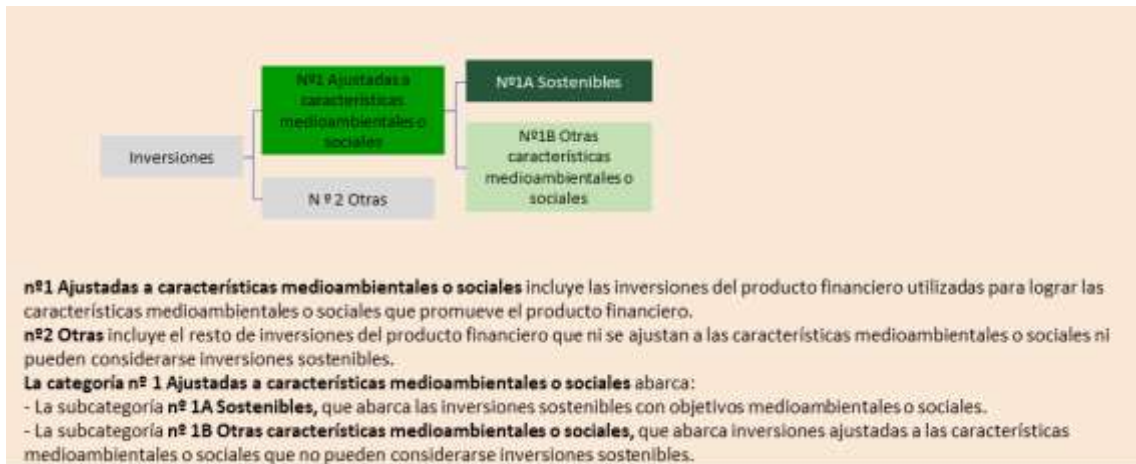 Nº1 Ajustadas a
características
medioambientales o
sociales
Nº1A Sostenibles
Nº1B Otras
características
medioambientales o
sociales
Inversiones
N º 2 Otras
nº1 Ajustadas a características medioambientales o sociales incluye las inversiones del producto financiero utilizadas para lograr las
características medioambientales o sociales que promueve el producto financiero.
nº2 Otras incluye el resto de inversiones del producto financiero que ni se ajustan a las características medioambientales o sociales ni
pueden considerarse inversiones sostenibles.
La categoría nº 1 Ajustadas a características medioambientales o sociales abarca:
- La subcategoría nº 1A Sostenibles, que abarca las inversiones sostenibles con objetivos medioambientales o sociales.
- La subcategoría nº 1B Otras características medioambientales o sociales, que abarca inversiones ajustadas a las características
medioambientales o sociales que no pueden considerarse inversiones sostenibles.